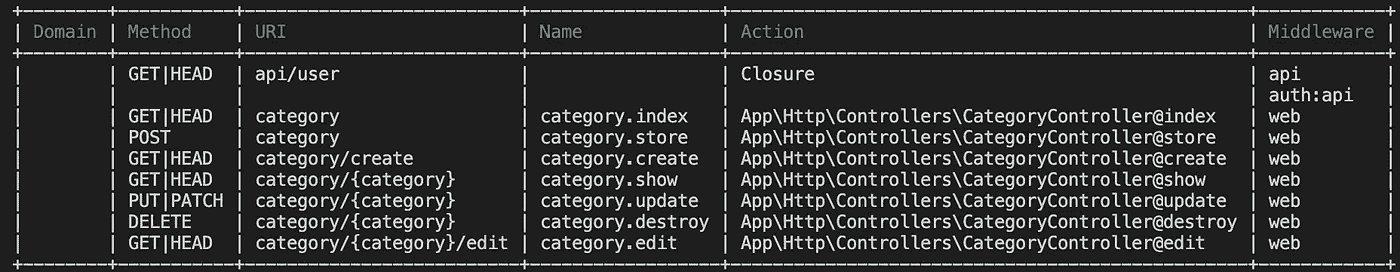 | Domain | Method | URI | Name | Action | Middleware |
| | GET|HEAD | api/user | | Closure | api |
| | | | | | auth:api |
| | GET|HEAD | category | category.index | App\Http\Controllers\CategoryController@index | web |
| | POST | category | category.store | App\Http\Controllers\CategoryController@store | web |
| | GET|HEAD | category/create | category.create | App\Http\Controllers\CategoryController@create | web |
| | GET|HEAD | category/{category} | category.show | App\Http\Controllers\CategoryController@show | web |
| | PUT|PATCH | category/{category} | category.update | App\Http\Controllers\CategoryController@update | web |
| | DELETE | category/{category} | category.destroy | App\Http\Controllers\CategoryController@destroy | web |
| | GET|HEAD | category/{category}/edit | category.edit | App\Http\Controllers\CategoryController@edit | web |